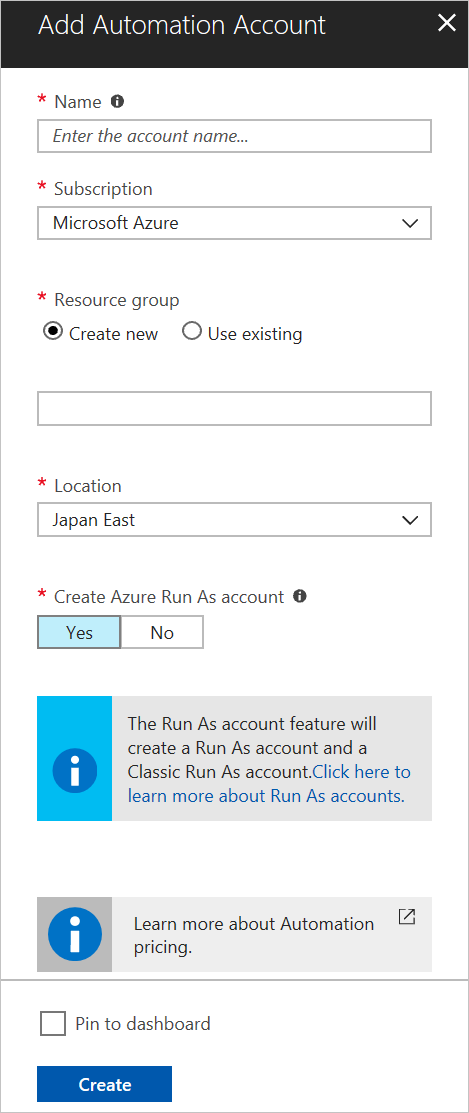 Add Automation Account
* Name
Enter the account name...
* Subscription
Microsoft Azure
* Resource group
Create new Use existing
* Location
Japan East
* Create Azure Run As account
Yes No
The Run As account feature will
create a Run As account and a
Classic Run As account.Click here to
learn more about Run As accounts.
Learn more about Automation
pricing.
Pin to dashboard
Create